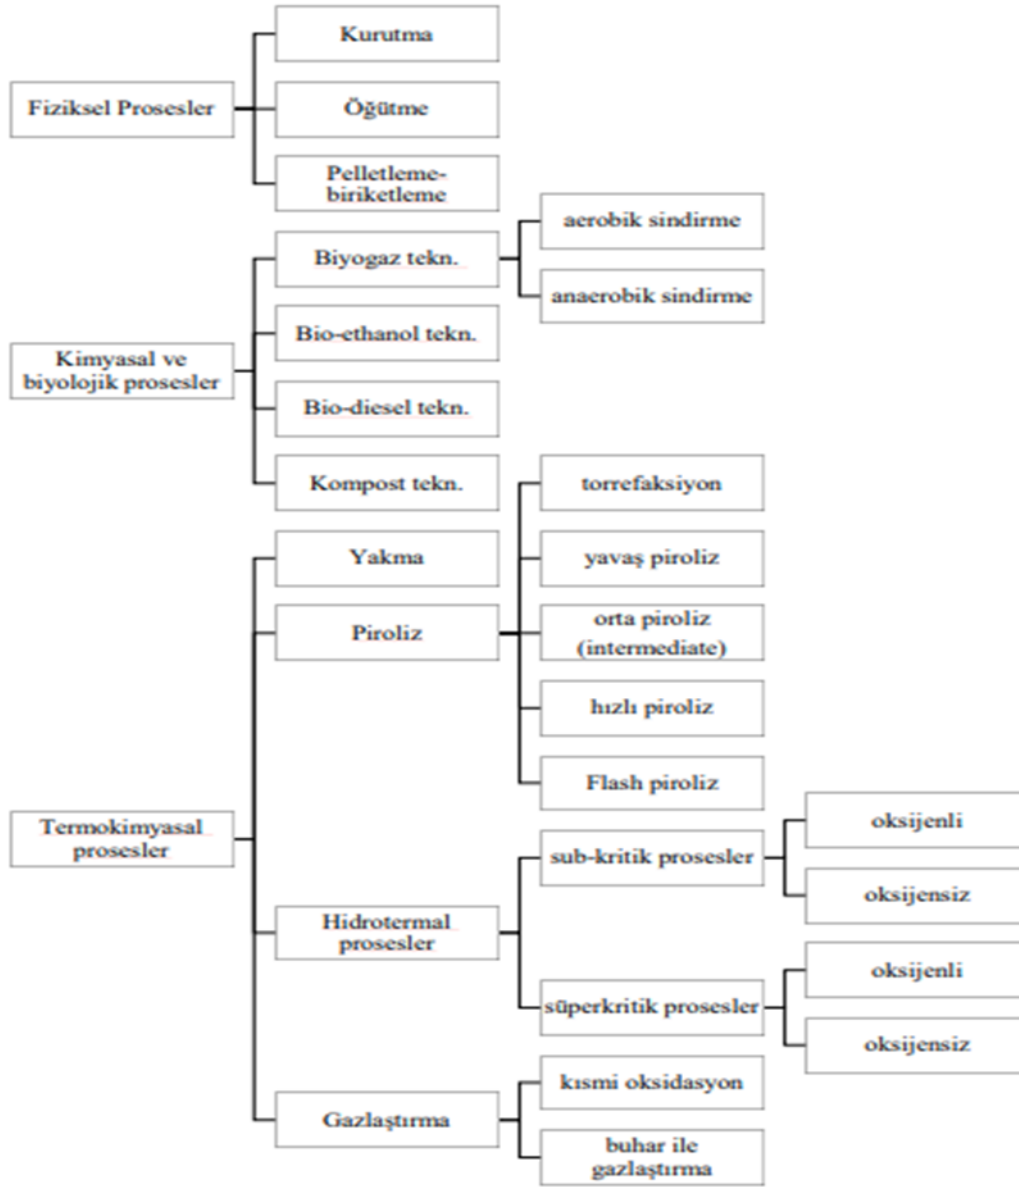 Kurutma
Fiziksel Prosesler
Öğütme
Pelletleme-
biriketleme
aerobik sindirme
Biyogaz tekn.
anaerobik sindirme
Bio-ethanol tekn.
Kimyasal ve
biyolojik prosesler
Bio-diesel tekn.
Kompost tekn.
torrefaksiyon
Yakma
yavaş piroliz
Piroliz
orta piroliz
(intermediate)
hızlı piroliz
Flash piroliz
Termokimyasal
prosesler
oksijenli
sub-kritik prosesler
oksijensiz
Hidrotermal
prosesler
oksijenli
süperkritik prosesler
oksijensiz
kısmi oksidasyon
Gazlaştırma
buhar ile
gazlaştırma